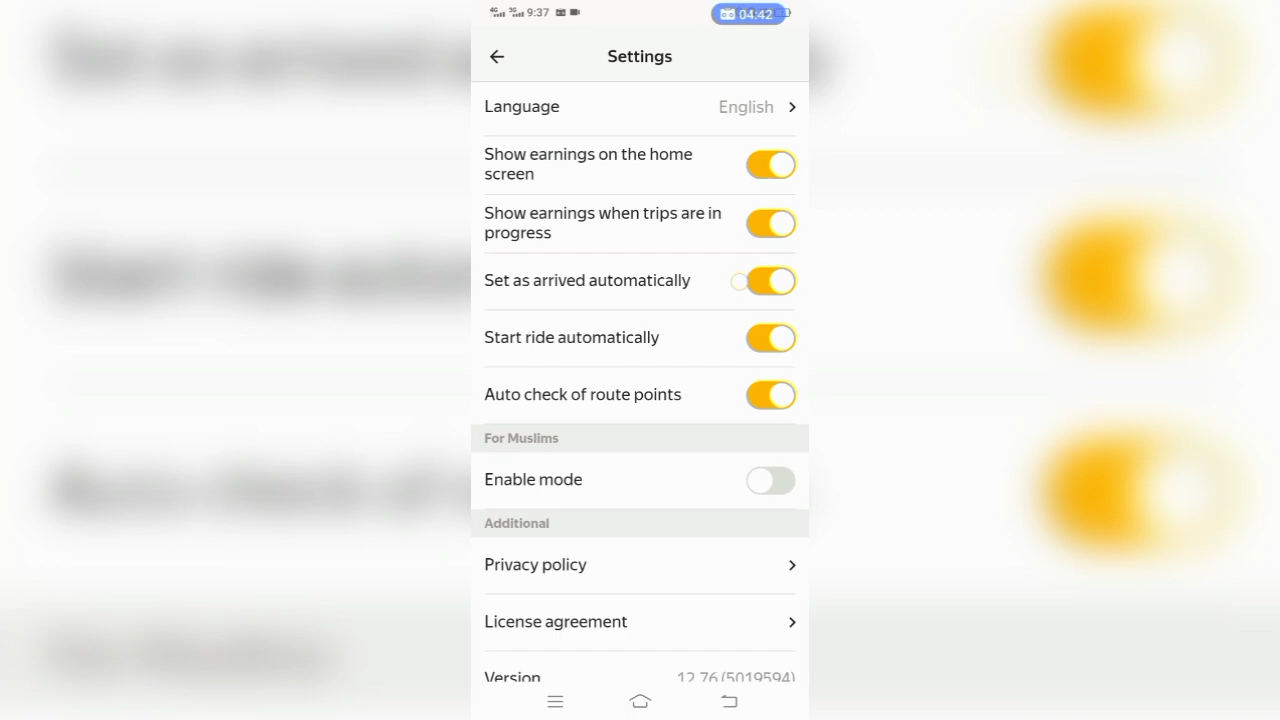 4G 3G 9:37
04:42
Settings
Language English
Show earnings on the home
screen
Show earnings when trips are in
progress
Set as arrived automatically
Start ride automatically
Auto check of route points
For Muslims
Enable mode
Additional
Privacy policy
License agreement
Version 12.76 (5019594)